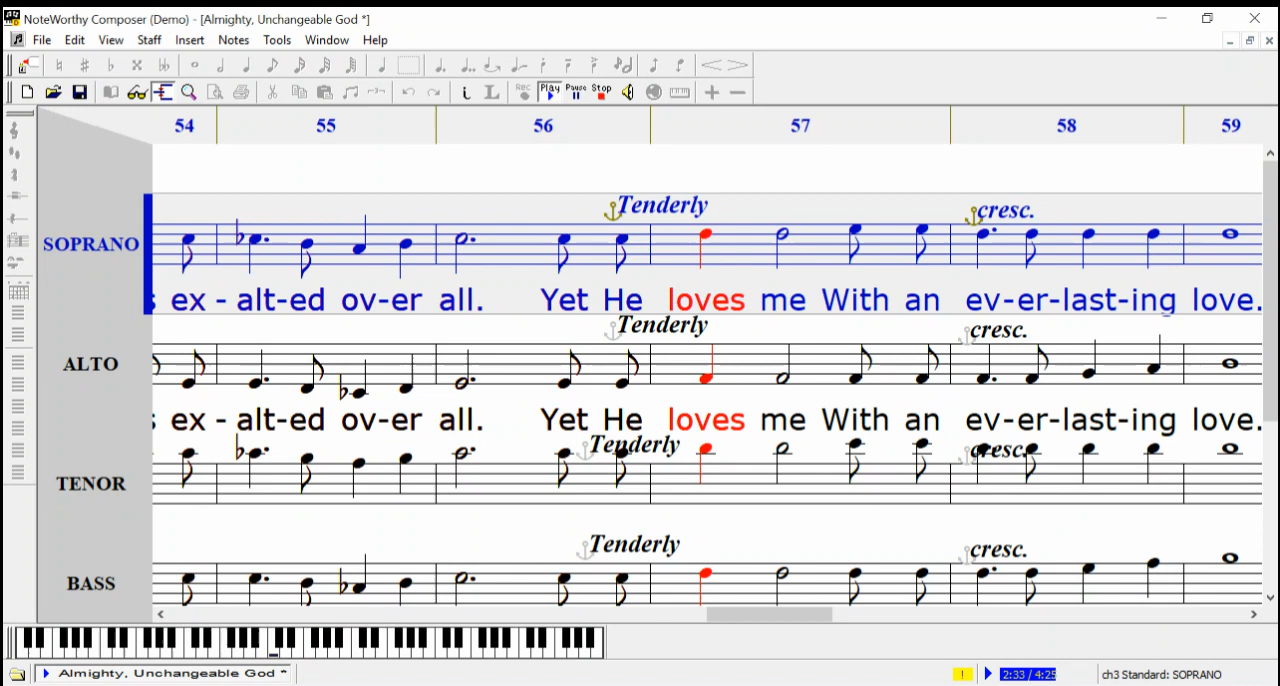 NoteWorthy Composer (Demo) - [Almighty, Unchangeable God *]
File Edit View Staff Insert Notes Tools Window Help
Rec Play Pause Stop
54 55 56 57 58 59
Tenderly cresc.
SOPRANO
ex - alt-ed ov-er all. Yet He loves me With an ev-er-last-ing love.
Tenderly cresc.
ALTO
ex - alt-ed ov-er all. Yet He loves me With an ev-er-last-ing love.
Tenderly cresc.
TENOR
Tenderly cresc.
BASS
Almighty, Unchangeable God * ! 2:33 / 4:25 ch3 Standard: SOPRANO